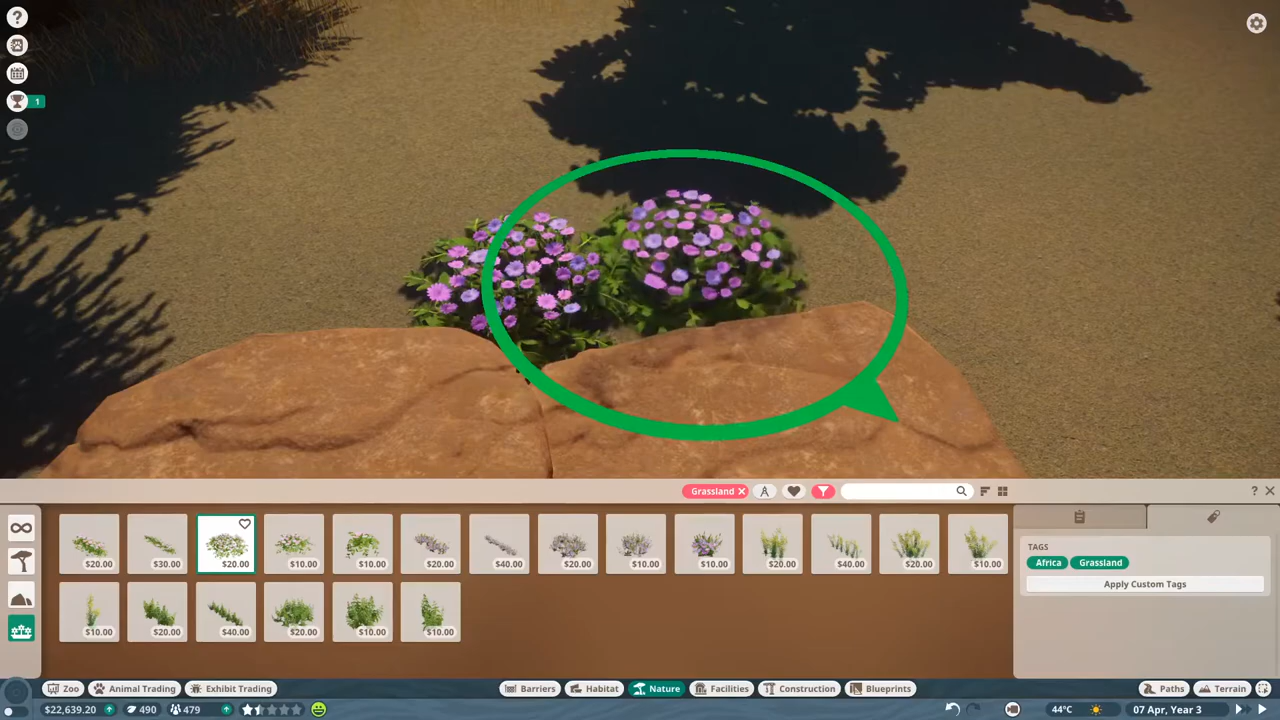 ?
1
Grassland ×
? ×
$20.00 $30.00 $20.00 $10.00 $10.00 $20.00 $40.00 $20.00 $10.00 $10.00 $20.00 $40.00 $20.00 $10.00
$10.00 $20.00 $40.00 $20.00 $10.00 $10.00
TAGS
Africa Grassland
Apply Custom Tags
Zoo Animal Trading Exhibit Trading Barriers Habitat Nature Facilities Construction Blueprints Paths Terrain
$22,639.20 490 479 44°C 07 Apr, Year 3